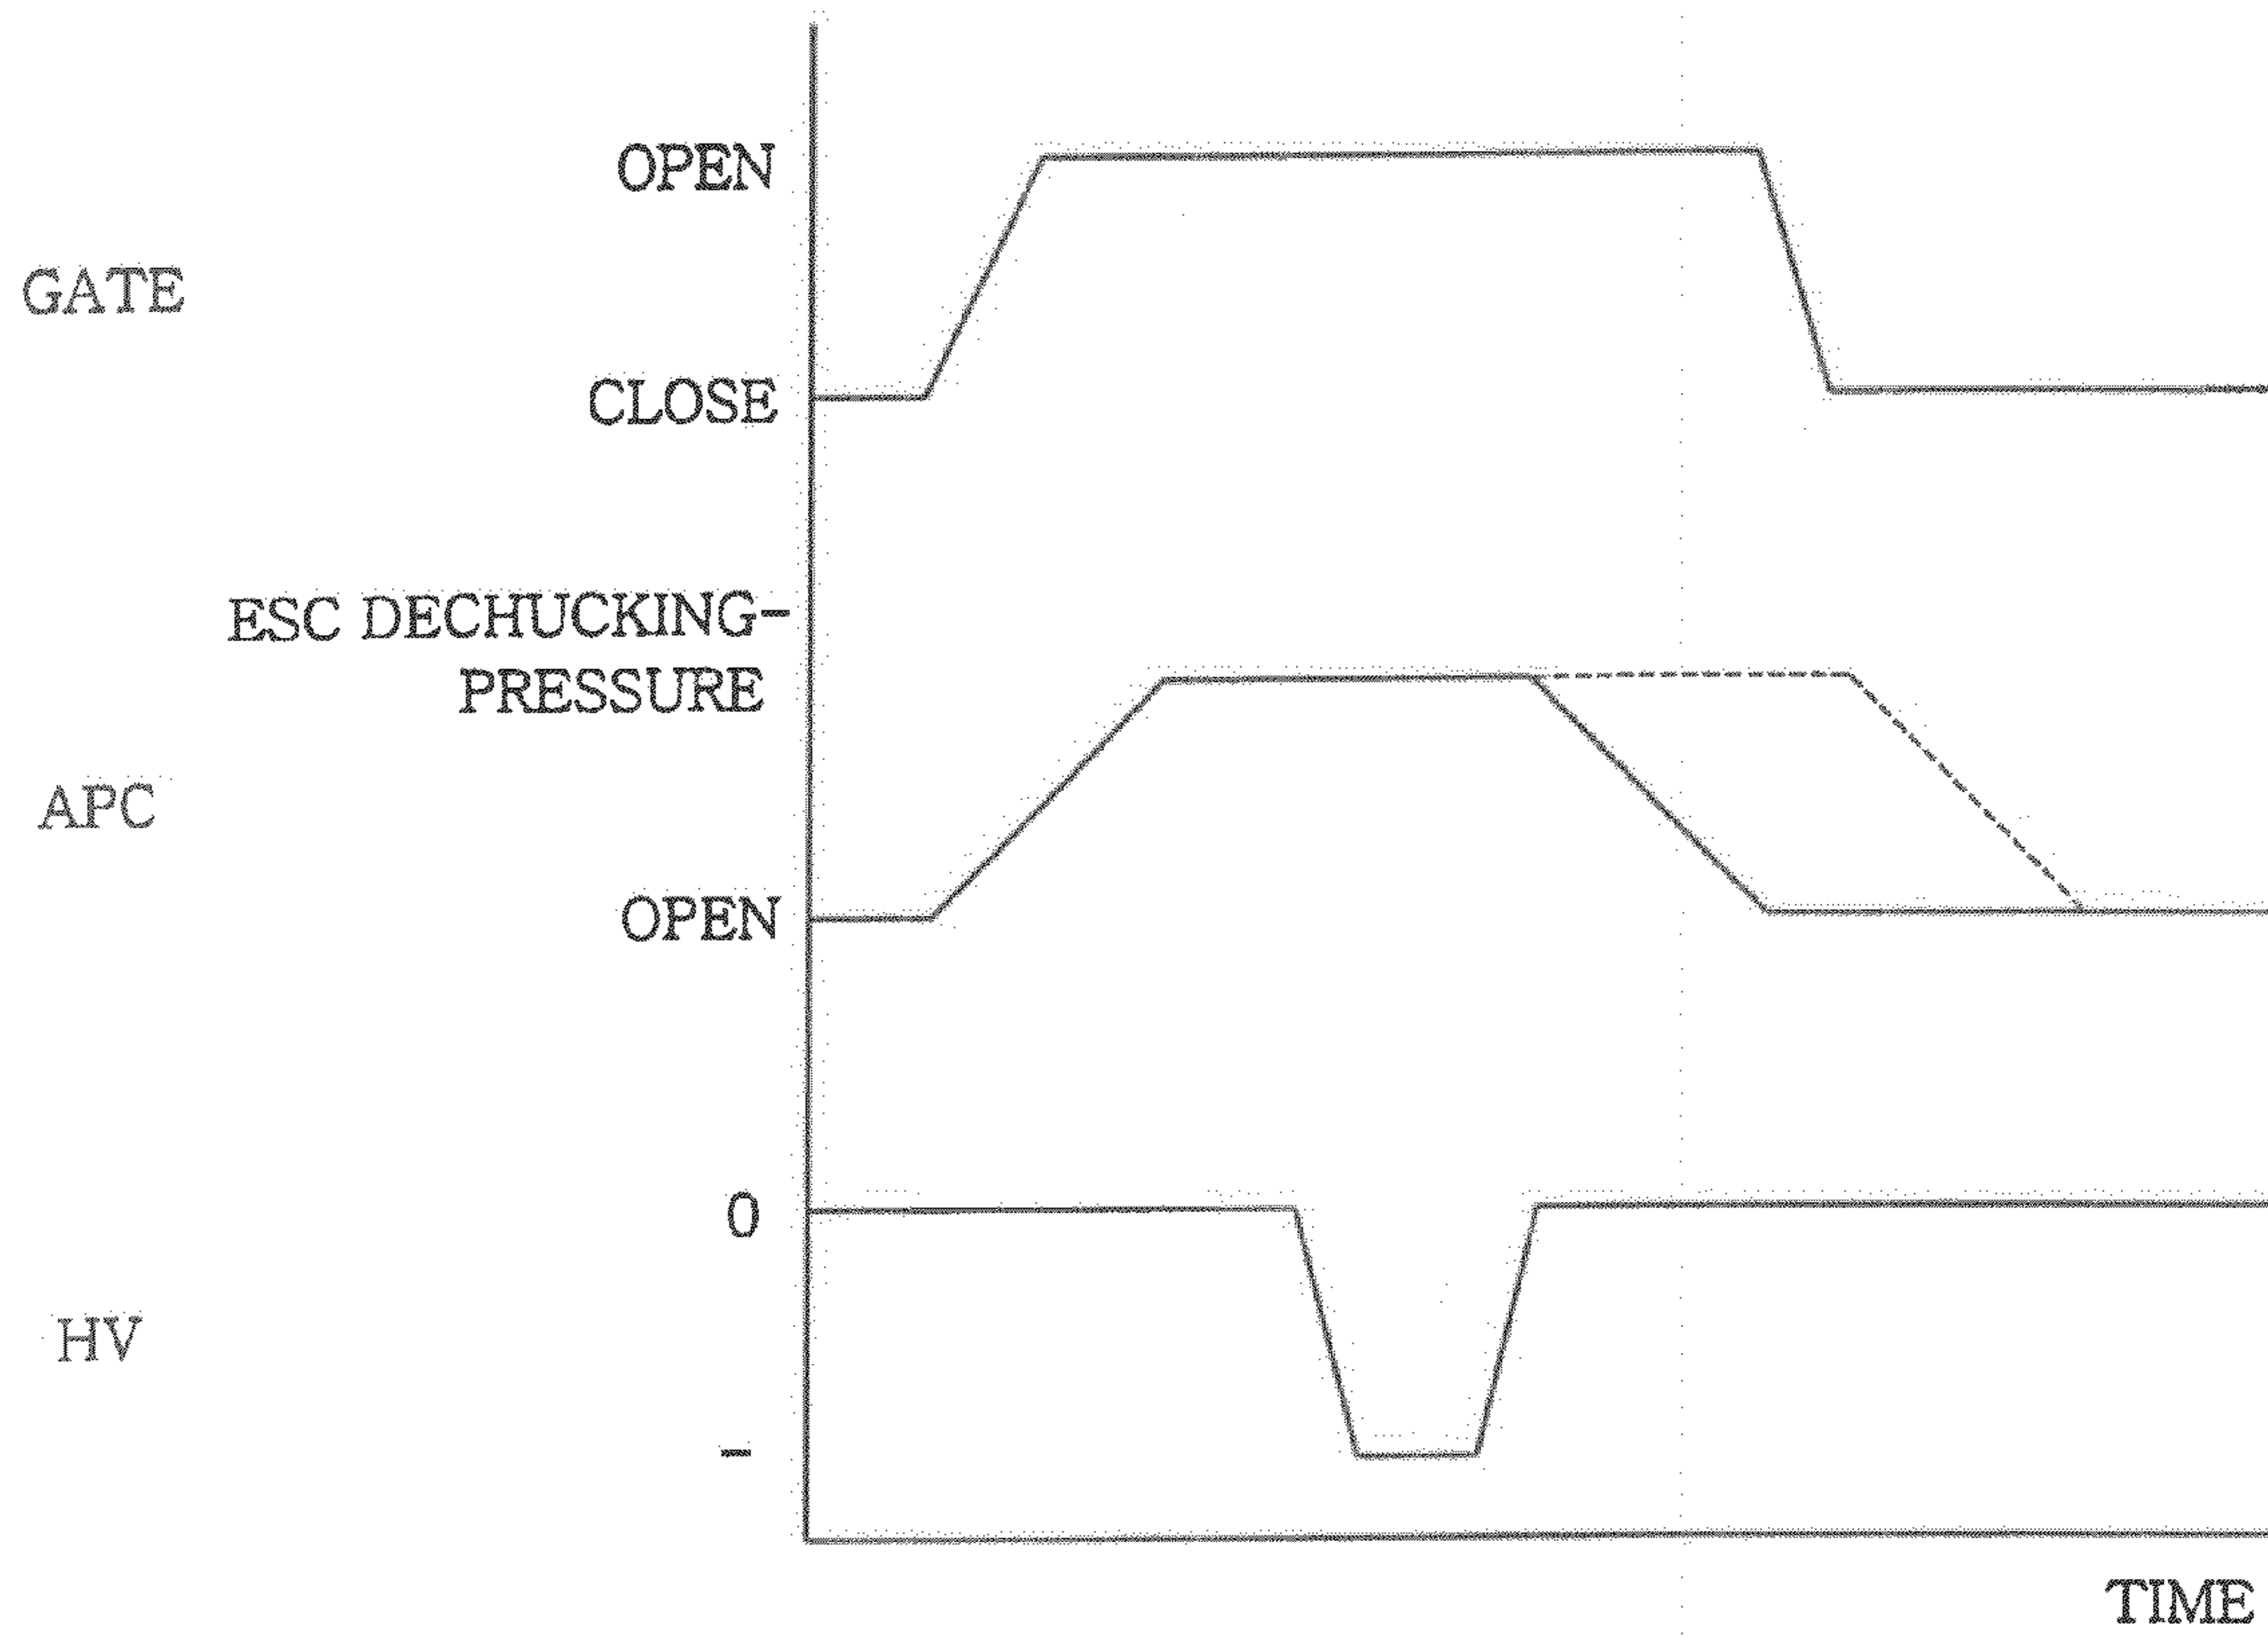 OPEN
GATE
CLOSE
ESC DECHUCKING-
PRESSURE
APC
OPEN
0
HV
-
TIME